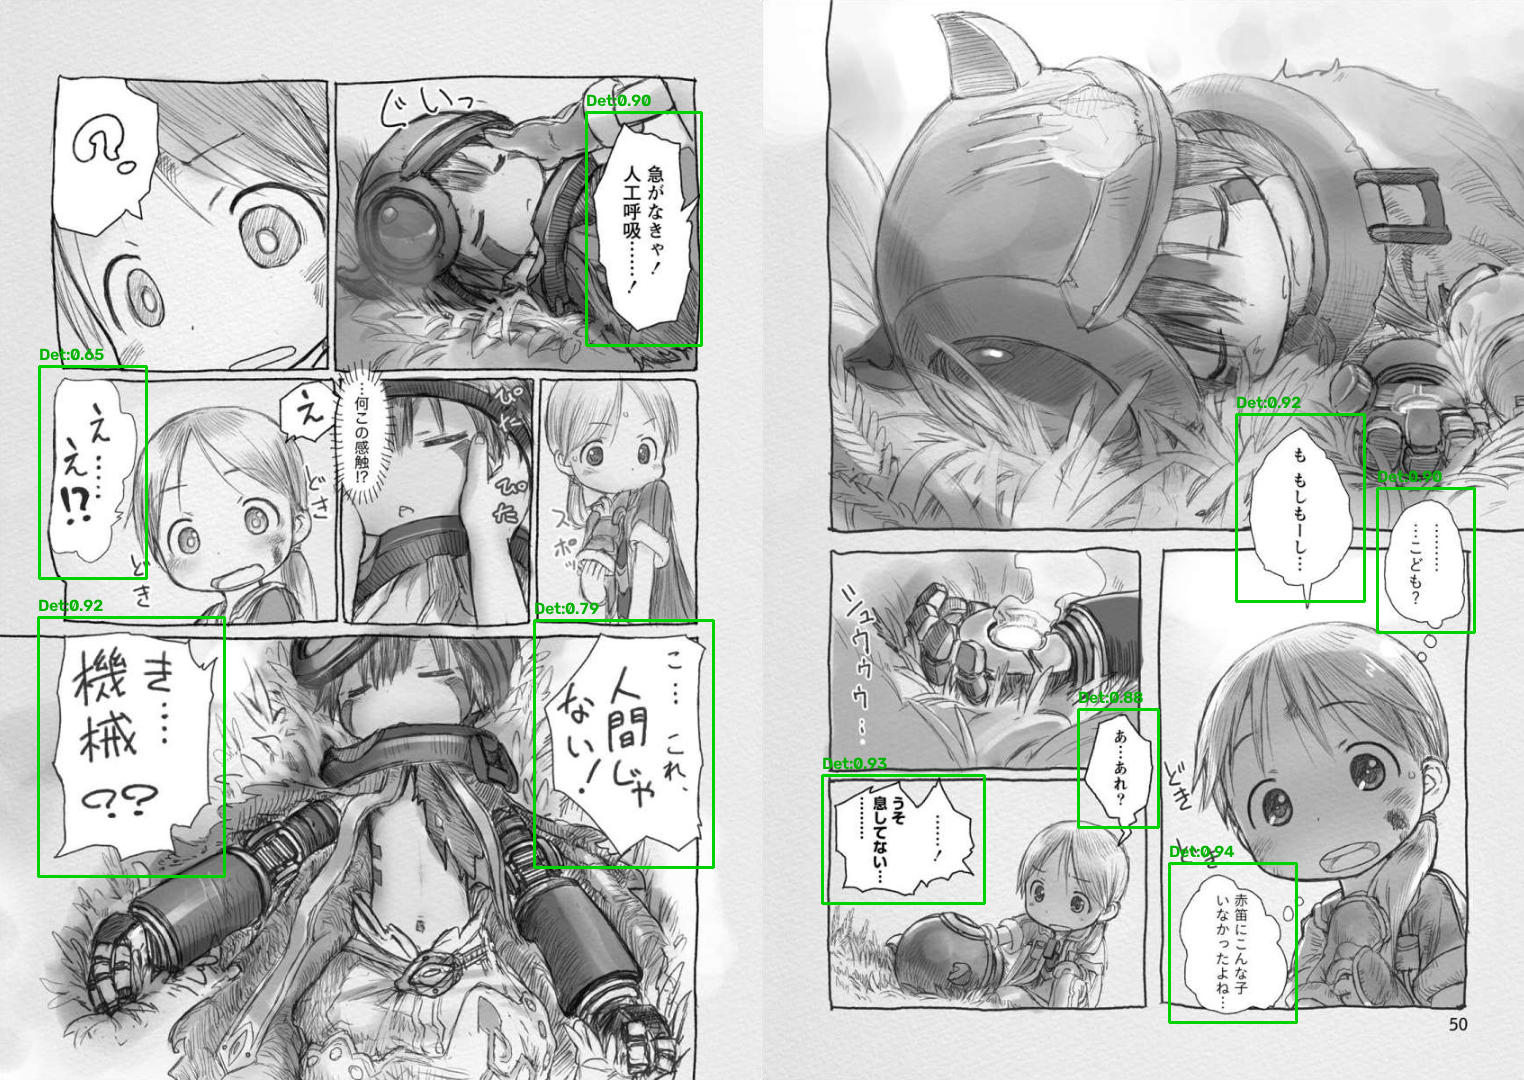 も もしもーし…
………
…こども？
どき
どき
赤笛にこんな子
いなかったよね…
シュウゥゥ…
あ…あれ？
………！
うそ
息してない…
………
急がなきゃ！
人工呼吸……！
ぐいっ
？
スポッ
ぴた
ぴた
…何この感触!?
え
どき
どき
え……
え!?
こ… これ、
人間じゃ
ない！
き…
機械
？？
50
Det:0.90
Det:0.65
Det:0.92
Det:0.79
Det:0.92
Det:0.90
Det:0.88
Det:0.93
Det:0.94